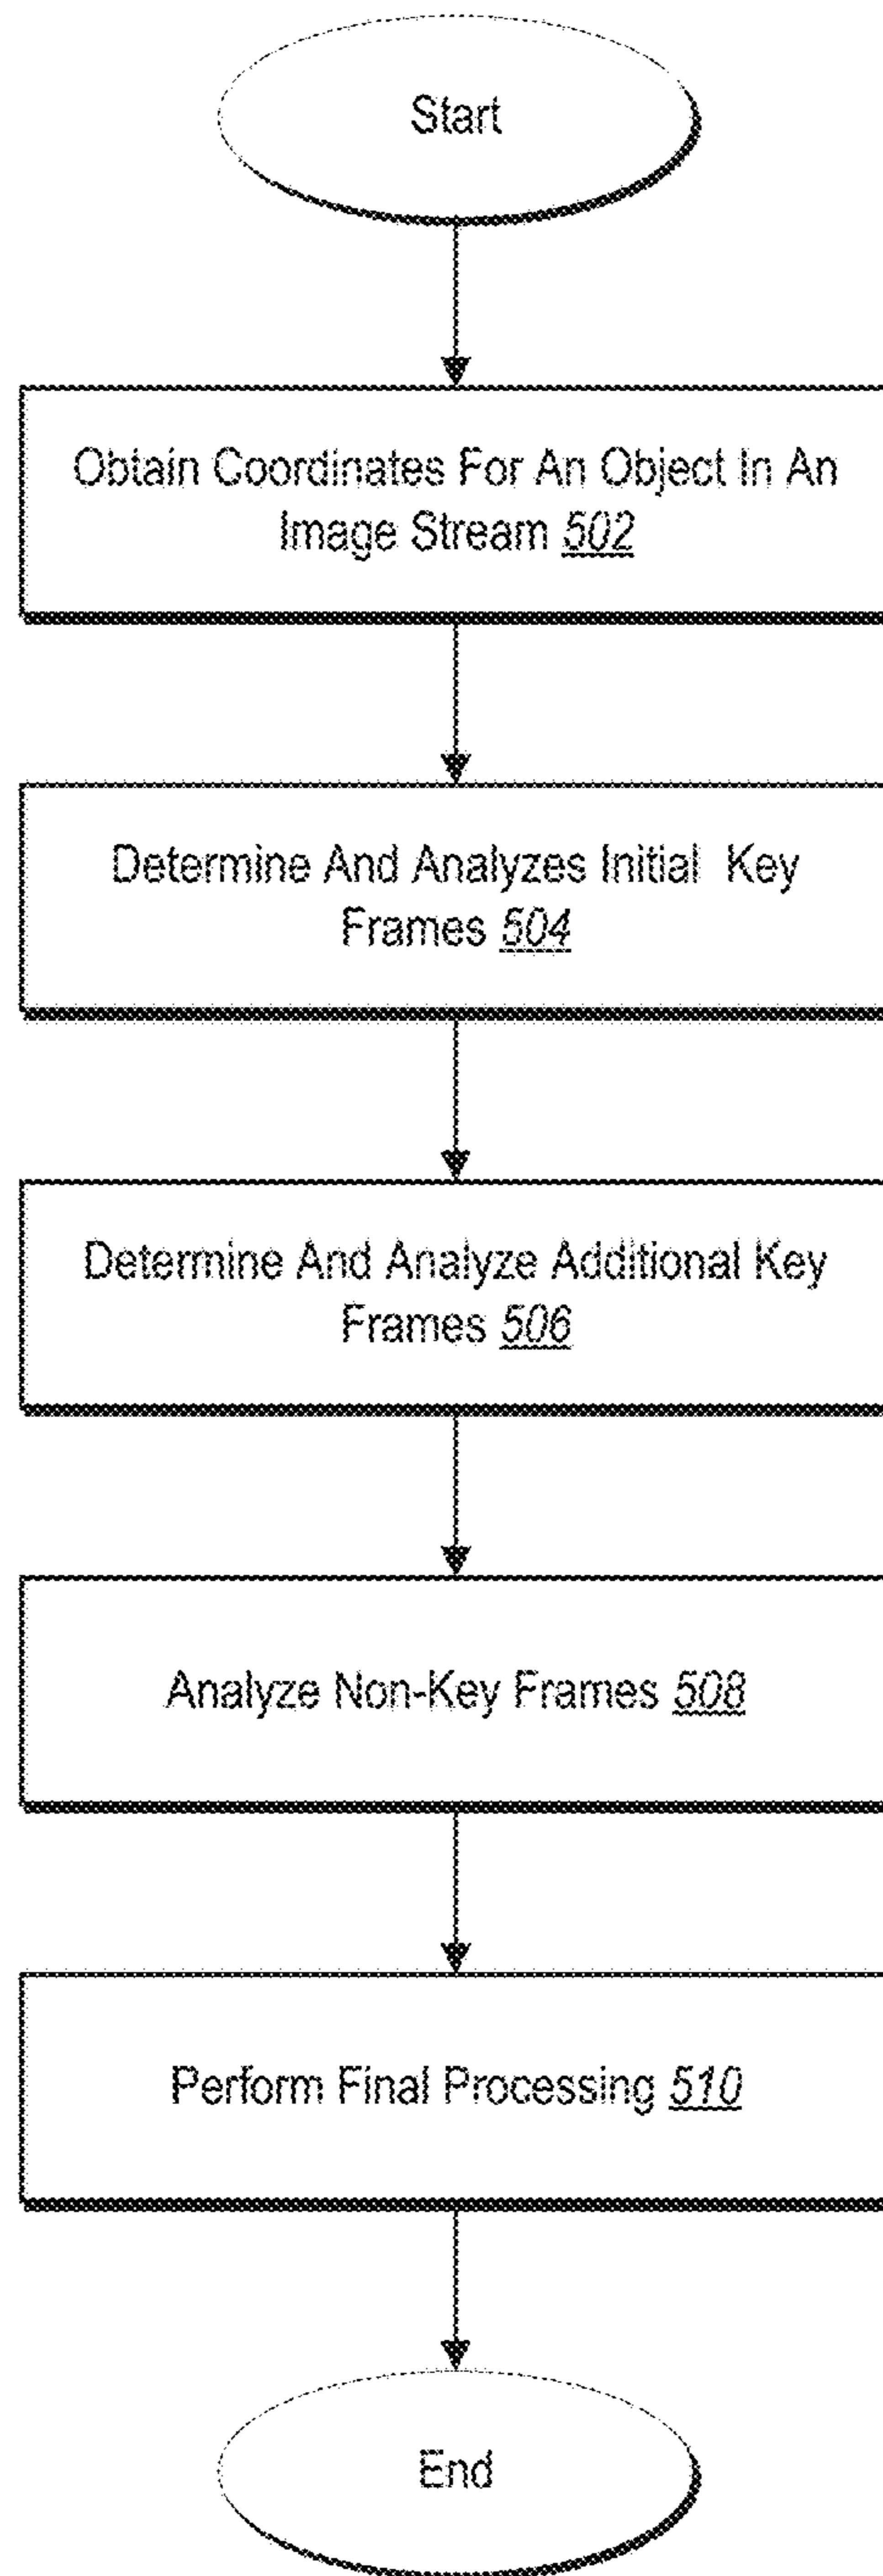 Start
Obtain Coordinates For An Object In An
Image Stream 502
Determine And Analyzes Initial Key
Frames 504
Determine And Analyze Additional Key
Frames 506
Analyze Non-Key Frames 508
Perform Final Processing 510
End